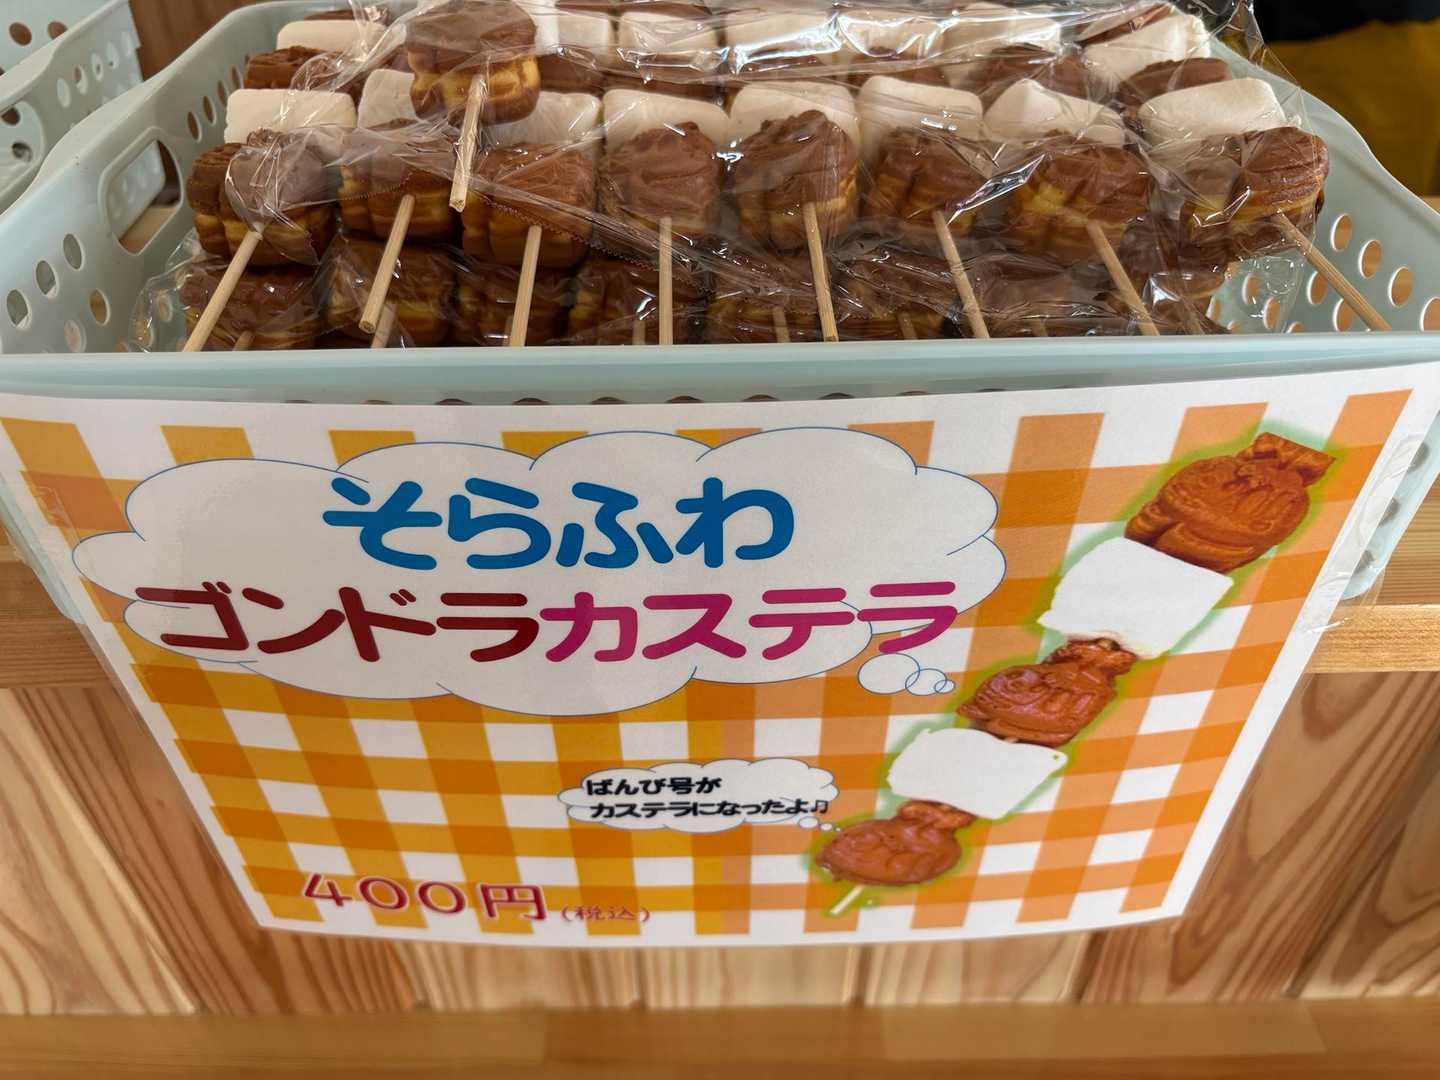 そらふわ
ゴンドラカステラ
ばんび号が
カステラになったよ♫
400円(税込)